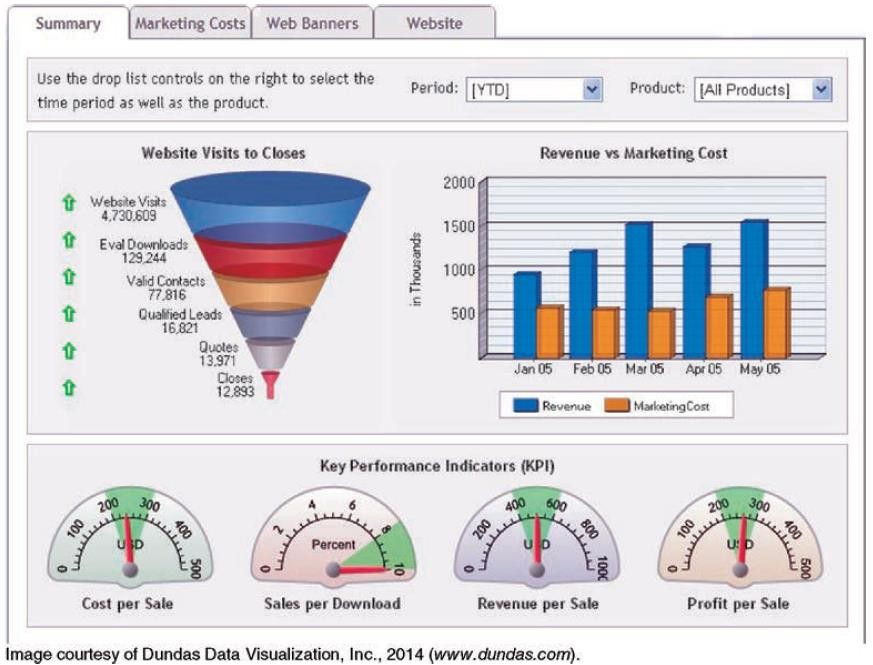 Summary
Marketing Costs
Web Banners
Website
Use the drop list controls on the right to select the
time period as well as the product.
Period: [YTD]
Product: [All Products]
Website Visits to Closes
Website Visits
4,730,609
Eval Downloads
129,244
Valid Contacts
77,816
Qualified Leads
16,821
Quotes
13,971
Closes
12,893
Revenue vs Marketing Cost
in Thousands
2000
1500
1000
500
Jan 05 Feb 05 Mar 05 Apr 05 May 05
Revenue MarketingCost
Key Performance Indicators (KPI)
0 100 200 300 400 500
USD
Cost per Sale
0 2 4 6 8 10
Percent
Sales per Download
0 200 400 600 800 1000
USD
Revenue per Sale
0 100 200 300 400 500
USD
Profit per Sale
Image courtesy of Dundas Data Visualization, Inc., 2014 (www.dundas.com).